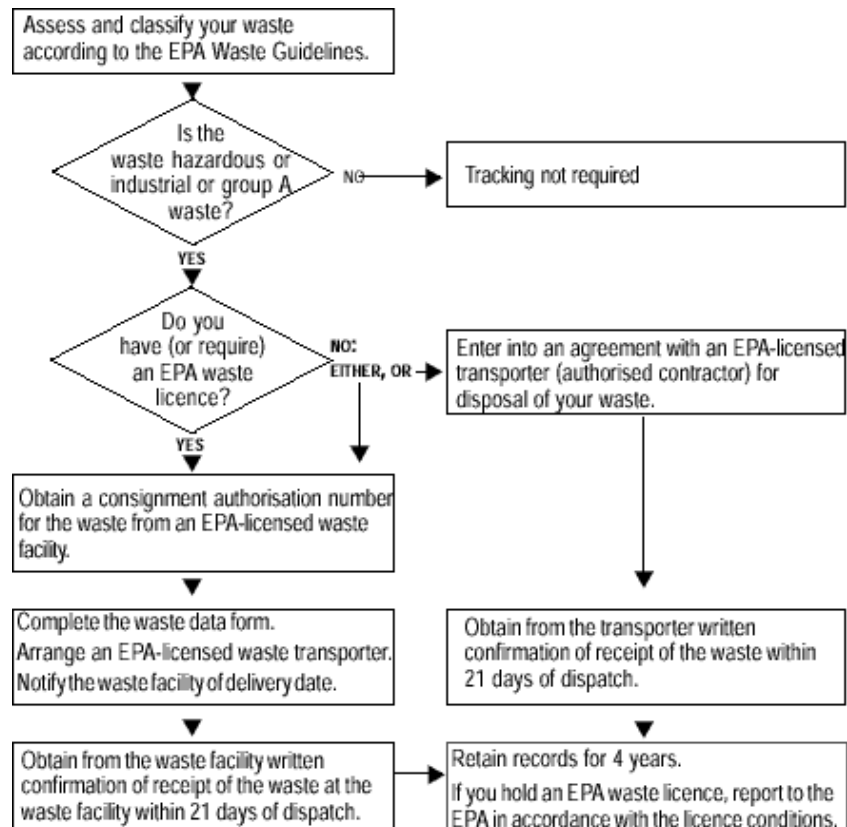 Assess and classify your waste
according to the EPA Waste Guidelines.
Is the
waste hazardous or
industrial or group A
waste?
NO
Tracking not required
YES
Do you
have (or require)
an EPA waste
licence?
NO:
EITHER, OR
Enter into an agreement with an EPA-licensed
transporter (authorised contractor) for
disposal of your waste.
YES
Obtain a consignment authorisation number
for the waste from an EPA-licensed waste
facility.
Complete the waste data form.
Arrange an EPA-licensed waste transporter.
Notify the waste facility of delivery date.
Obtain from the transporter written
confirmation of receipt of the waste within
21 days of dispatch.
Obtain from the waste facility written
confirmation of receipt of the waste at the
waste facility within 21 days of dispatch.
Retain records for 4 years.
If you hold an EPA waste licence, report to the
EPA in accordance with the licence conditions.